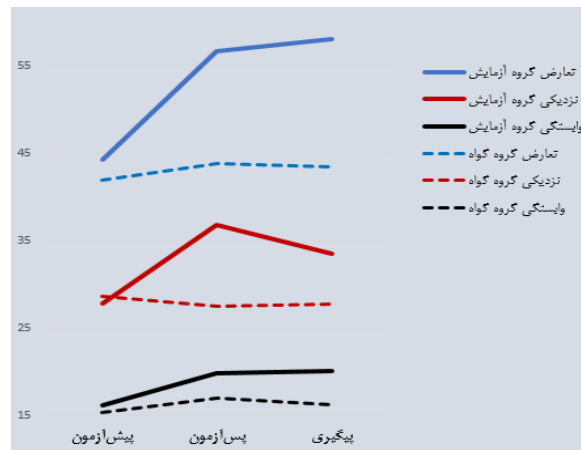 55
45
35
25
15
پیش‌آزمون
پس‌آزمون
پیگیری
تعارض گروه آزمایش
نزدیکی گروه آزمایش
وابستگی گروه آزمایش
تعارض گروه گواه
نزدیکی گروه گواه
وابستگی گروه گواه